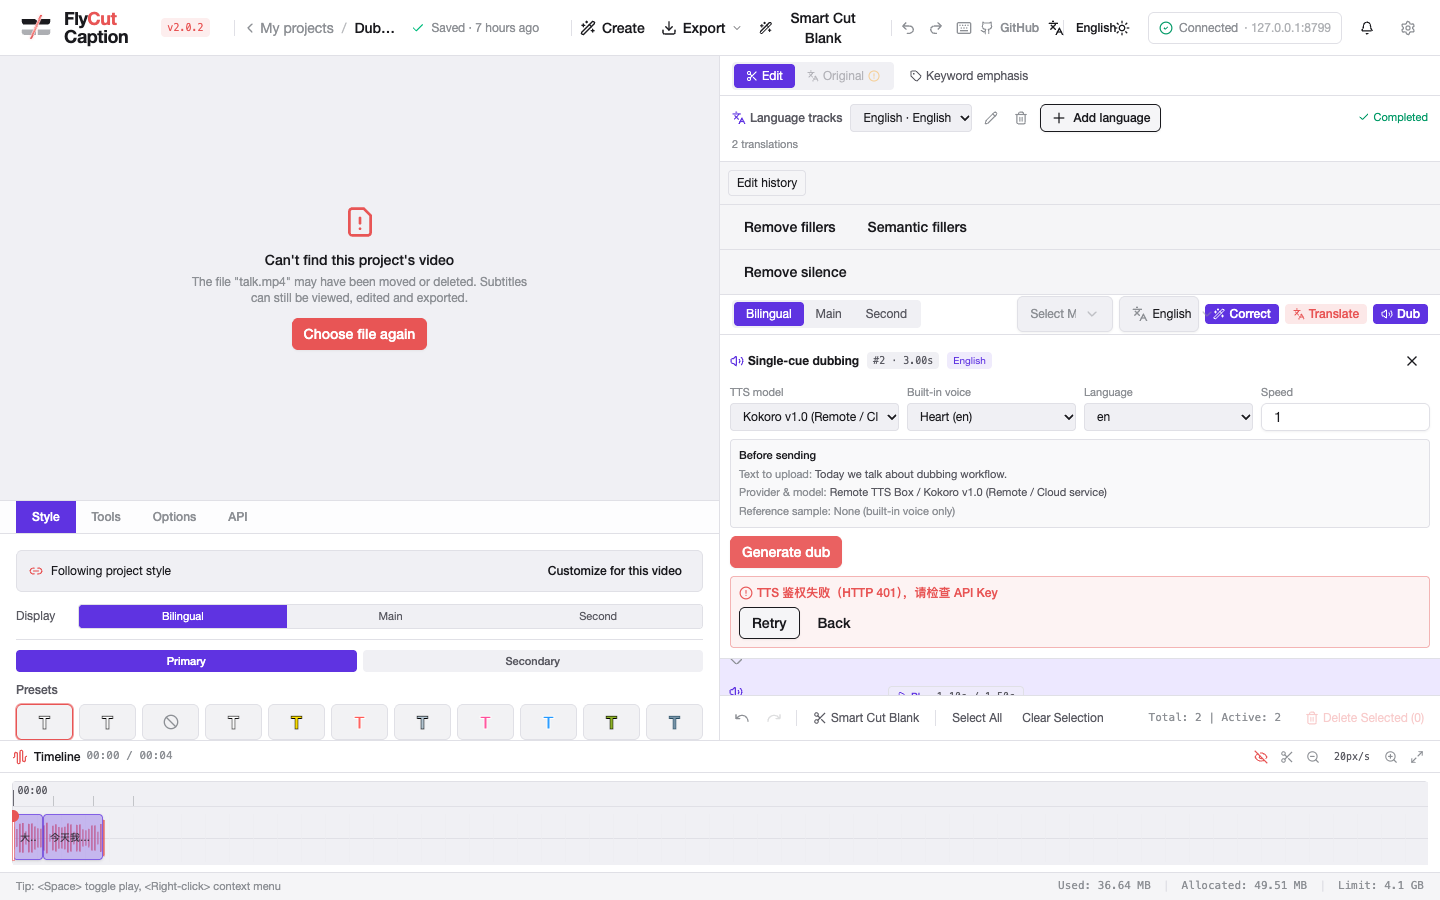 FlyCut
Caption
v2.0.2
My projects / Dub...
Saved · 7 hours ago
Create
Export
Smart Cut
Blank
GitHub
English
Connected · 127.0.0.1:8799
Can't find this project's video
The file "talk.mp4" may have been moved or deleted. Subtitles
can still be viewed, edited and exported.
Choose file again
Style
Tools
Options
API
Following project style
Customize for this video
Display
Bilingual
Main
Second
Primary
Secondary
Presets
T T T T T T T T T T
Edit
Original
Keyword emphasis
Language tracks
English · English
Add language
Completed
2 translations
Edit history
Remove fillers
Semantic fillers
Remove silence
Bilingual
Main
Second
Select M
English
Correct
Translate
Dub
Single-cue dubbing
#2 · 3.00s
English
TTS model
Built-in voice
Language
Speed
Kokoro v1.0 (Remote / Cl
Heart (en)
en
1
Before sending
Text to upload: Today we talk about dubbing workflow.
Provider & model: Remote TTS Box / Kokoro v1.0 (Remote / Cloud service)
Reference sample: None (built-in voice only)
Generate dub
TTS 鉴权失败（HTTP 401），请检查 API Key
Retry
Back
Smart Cut Blank
Select All
Clear Selection
Total: 2 | Active: 2
Delete Selected (0)
Timeline
00:00 / 00:04
20px/s
00:00
大...
今天我...
Tip: <Space> toggle play, <Right-click> context menu
Used: 36.64 MB
Allocated: 49.51 MB
Limit: 4.1 GB